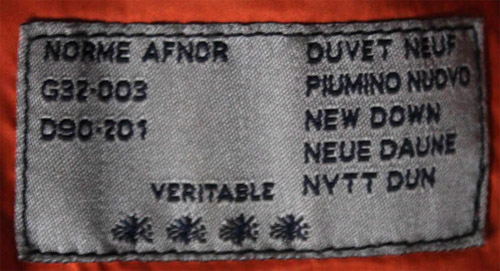 NORME AFNOR
G32-003
D90-201
DUVET NEUF
PIUMINO NUOVO
NEW DOWN
NEUE DAUNE
NYTT DUN
VERITABLE